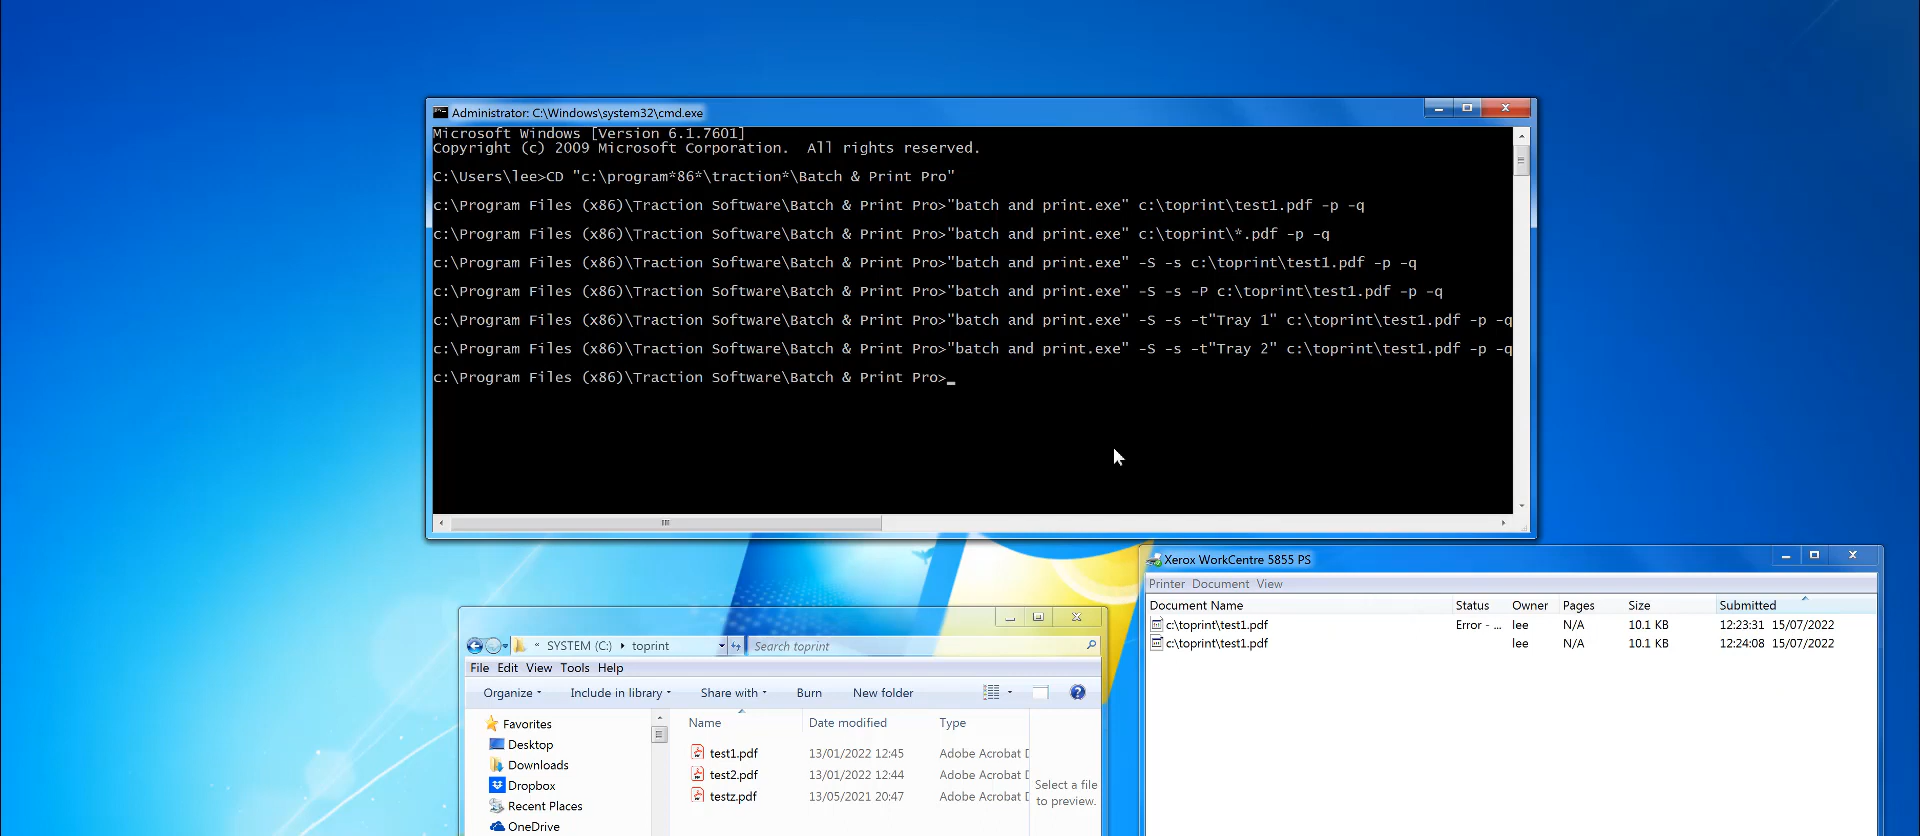 Administrator: C:\Windows\system32\cmd.exe
Microsoft Windows [Version 6.1.7601]
Copyright (c) 2009 Microsoft Corporation.  All rights reserved.
C:\Users\lee>CD "c:\program*86*\traction*\Batch & Print Pro"
c:\Program Files (x86)\Traction Software\Batch & Print Pro>"batch and print.exe" c:\toprint\test1.pdf -p -q
c:\Program Files (x86)\Traction Software\Batch & Print Pro>"batch and print.exe" c:\toprint\*.pdf -p -q
c:\Program Files (x86)\Traction Software\Batch & Print Pro>"batch and print.exe" -S -s c:\toprint\test1.pdf -p -q
c:\Program Files (x86)\Traction Software\Batch & Print Pro>"batch and print.exe" -S -s -P c:\toprint\test1.pdf -p -q
c:\Program Files (x86)\Traction Software\Batch & Print Pro>"batch and print.exe" -S -s -t"Tray 1" c:\toprint\test1.pdf -p -q
c:\Program Files (x86)\Traction Software\Batch & Print Pro>"batch and print.exe" -S -s -t"Tray 2" c:\toprint\test1.pdf -p -q
c:\Program Files (x86)\Traction Software\Batch & Print Pro>_
Xerox WorkCentre 5855 PS
Printer Document View
Document Name Status Owner Pages Size Submitted
c:\toprint\test1.pdf Error - ... lee N/A 10.1 KB 12:23:31 15/07/2022
c:\toprint\test1.pdf lee N/A 10.1 KB 12:24:08 15/07/2022
« SYSTEM (C:) toprint Search toprint
File Edit View Tools Help
Organize Include in library Share with Burn New folder
Favorites
Desktop
Downloads
Dropbox
Recent Places
OneDrive
Name Date modified Type
test1.pdf 13/01/2022 12:45 Adobe Acrobat D
test2.pdf 13/01/2022 12:44 Adobe Acrobat D
testz.pdf 13/05/2021 20:47 Adobe Acrobat D
Select a file
to preview.